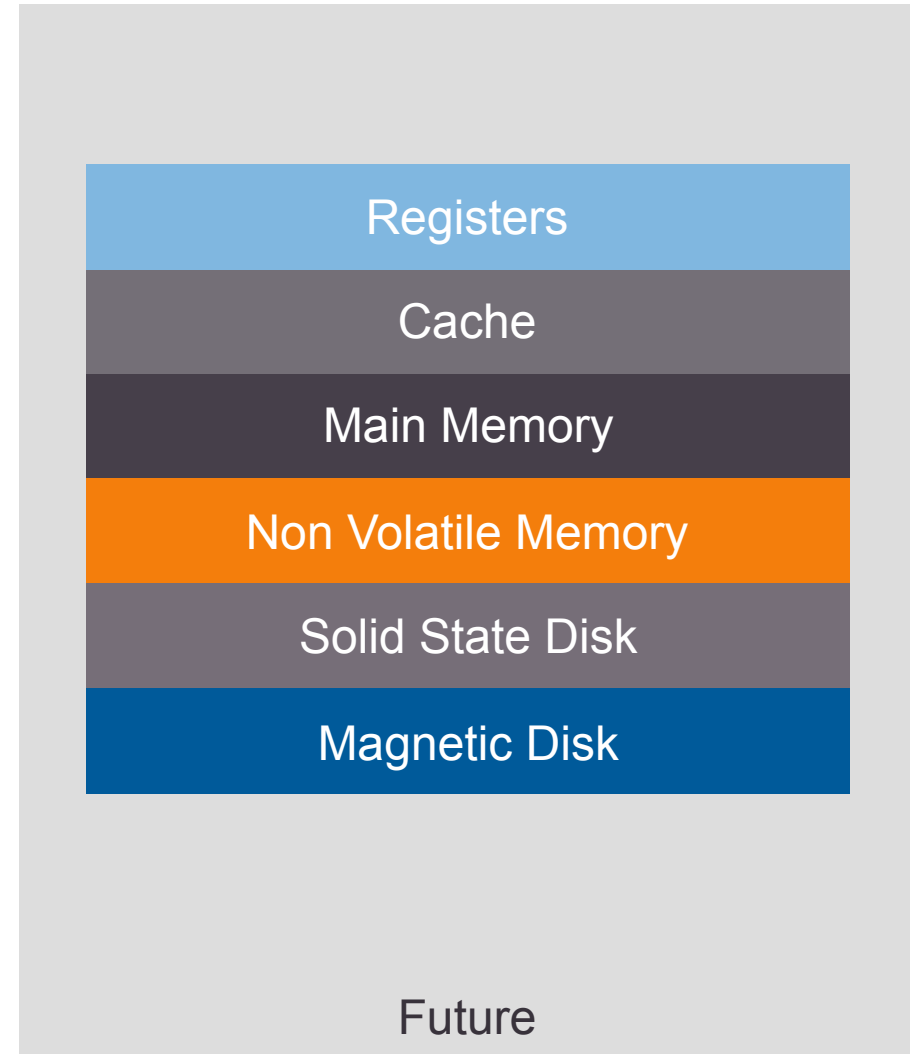 Registers
Cache
Main Memory
Non Volatile Memory
Solid State Disk
Magnetic Disk
Future